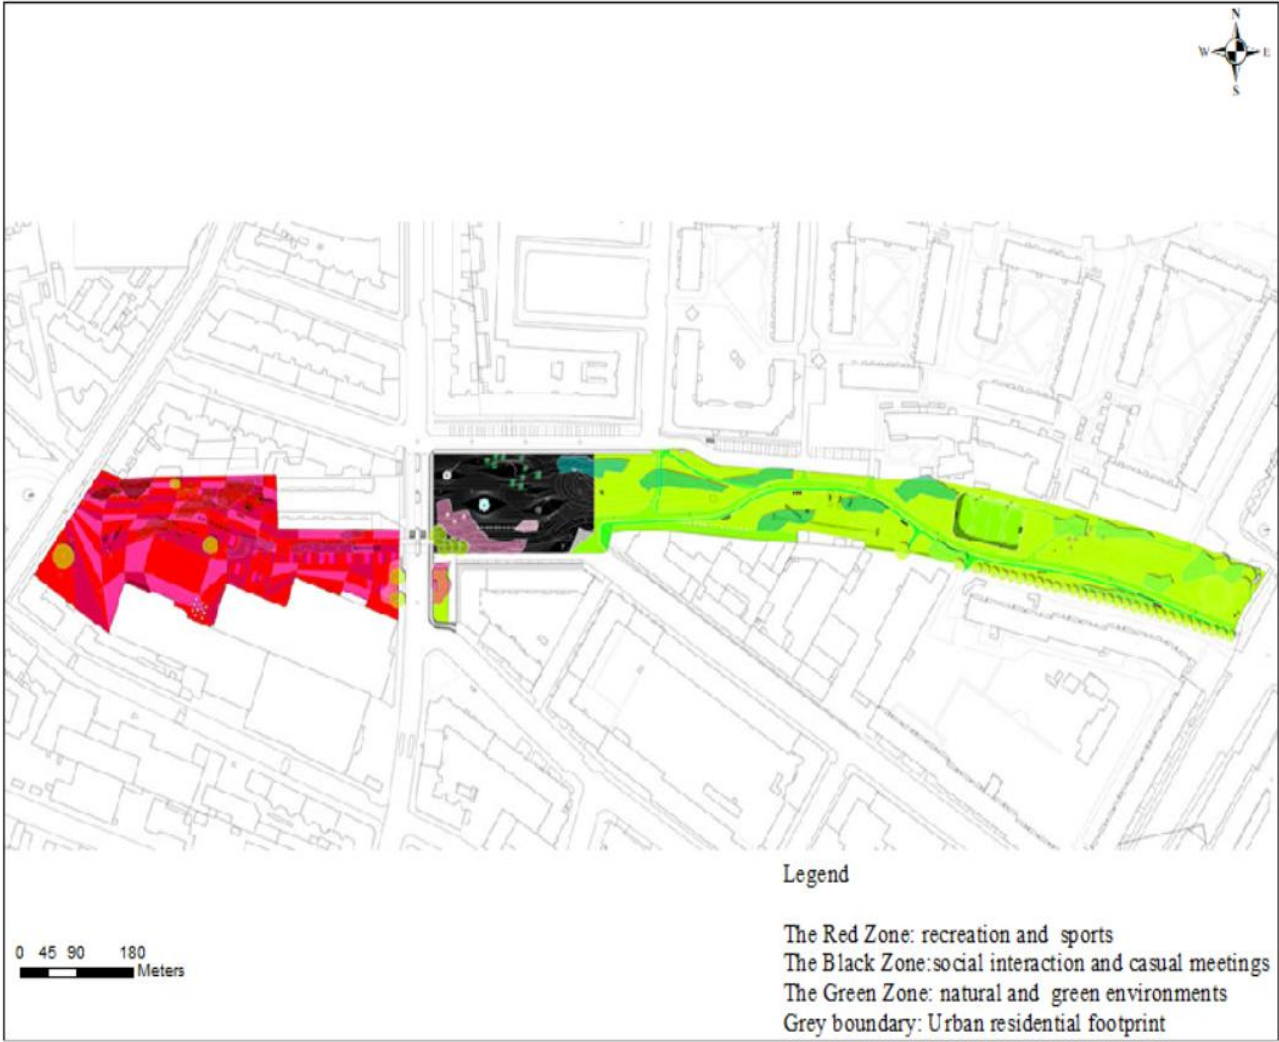 N
W E
S
Legend
The Red Zone: recreation and sports
The Black Zone:social interaction and casual meetings
The Green Zone: natural and green environments
Grey boundary: Urban residential footprint
0 45 90 180
Meters